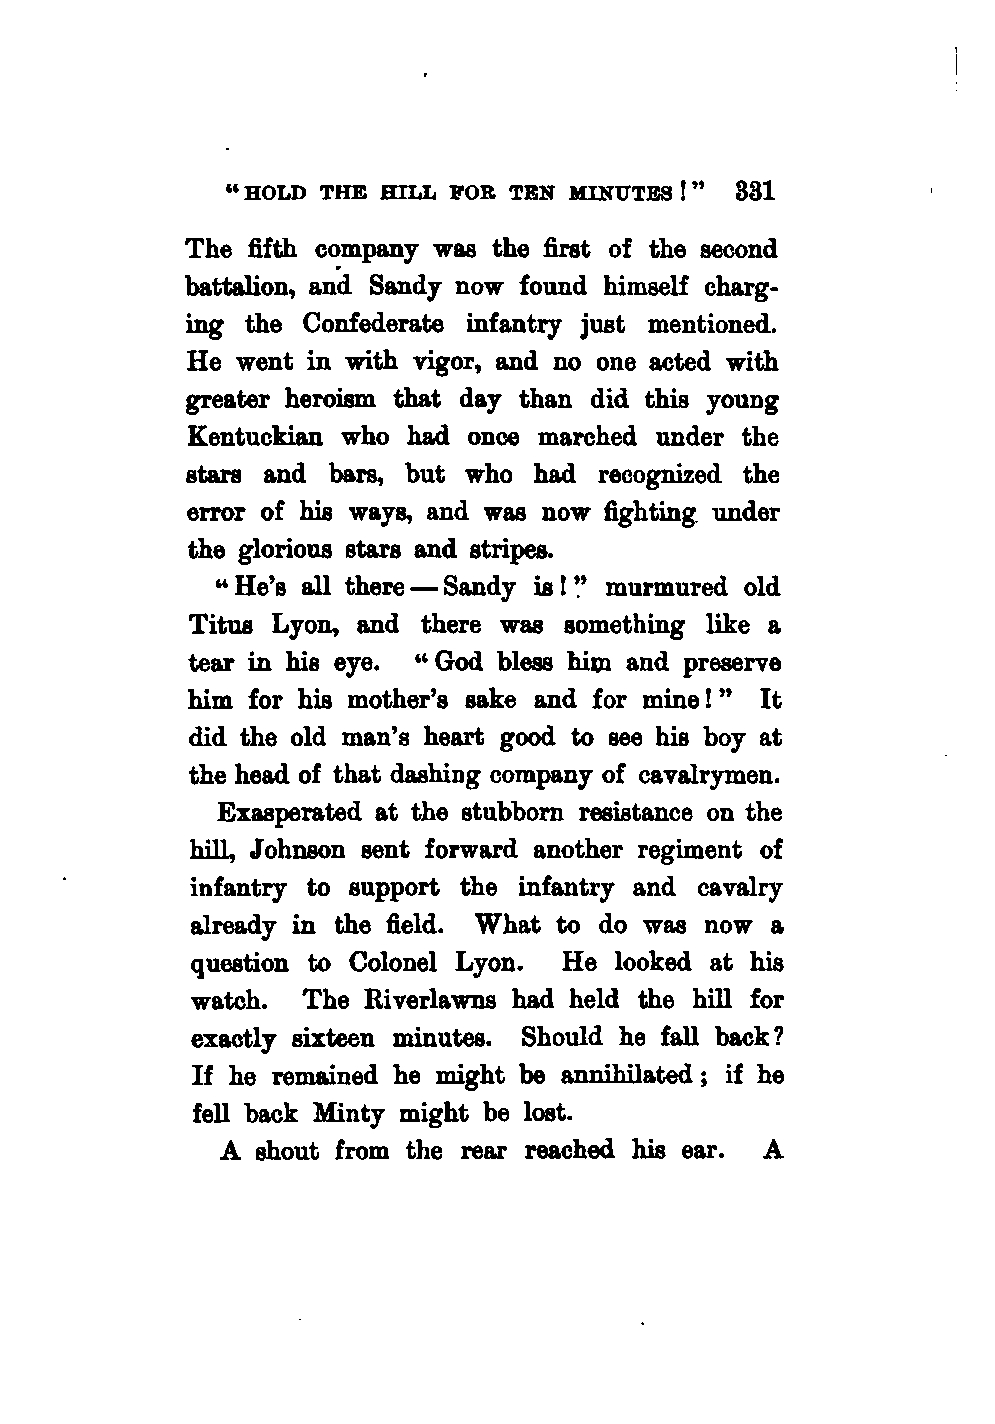 "HOLD THE HILL FOR TEN MINUTES!" 331
The fifth company was the first of the second
battalion, and Sandy now found himself charg-
ing the Confederate infantry just mentioned.
He went in with vigor, and no one acted with
greater heroism that day than did this young
Kentuckian who had once marched under the
stars and bars, but who had recognized the
error of his ways, and was now fighting under
the glorious stars and stripes.
"He's all there — Sandy is!" murmured old
Titus Lyon, and there was something like a
tear in his eye. "God bless him and preserve
him for his mother's sake and for mine!" It
did the old man's heart good to see his boy at
the head of that dashing company of cavalrymen.
Exasperated at the stubborn resistance on the
hill, Johnson sent forward another regiment of
infantry to support the infantry and cavalry
already in the field. What to do was now a
question to Colonel Lyon. He looked at his
watch. The Riverlawns had held the hill for
exactly sixteen minutes. Should he fall back?
If he remained he might be annihilated; if he
fell back Minty might be lost.
A shout from the rear reached his ear. A